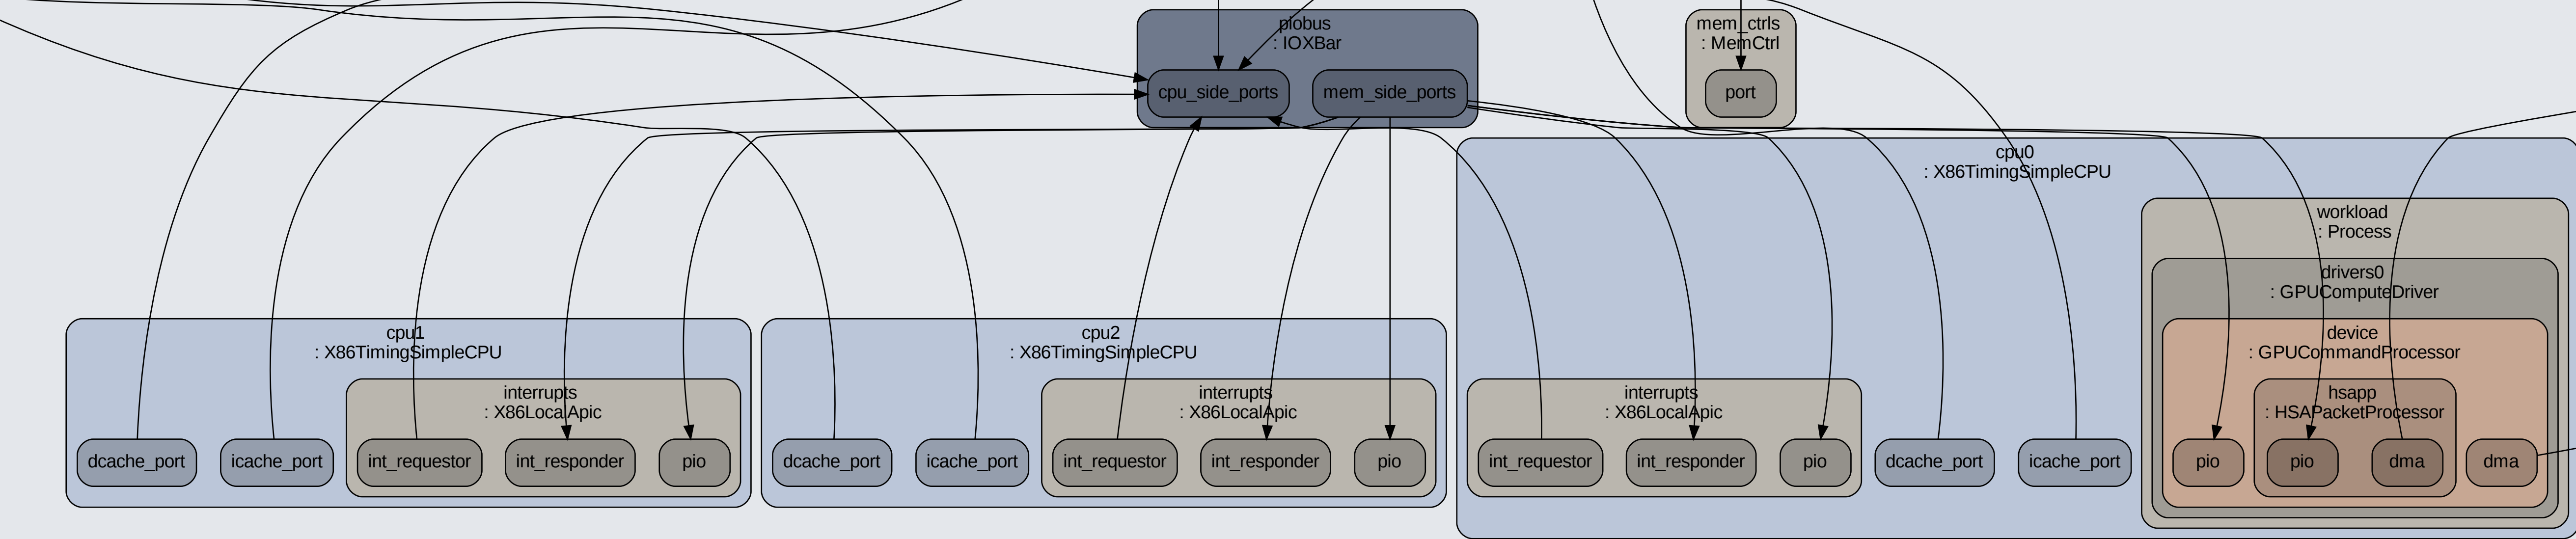 piobus
: IOXBar
cpu_side_ports
mem_side_ports
mem_ctrls
: MemCtrl
port
cpu1
: X86TimingSimpleCPU
interrupts
: X86LocalApic
dcache_port
icache_port
int_requestor
int_responder
pio
cpu2
: X86TimingSimpleCPU
interrupts
: X86LocalApic
dcache_port
icache_port
int_requestor
int_responder
pio
cpu0
: X86TimingSimpleCPU
interrupts
: X86LocalApic
int_requestor
int_responder
pio
dcache_port
icache_port
workload
: Process
drivers0
: GPUComputeDriver
device
: GPUCommandProcessor
hsapp
: HSAPacketProcessor
pio
pio
dma
dma